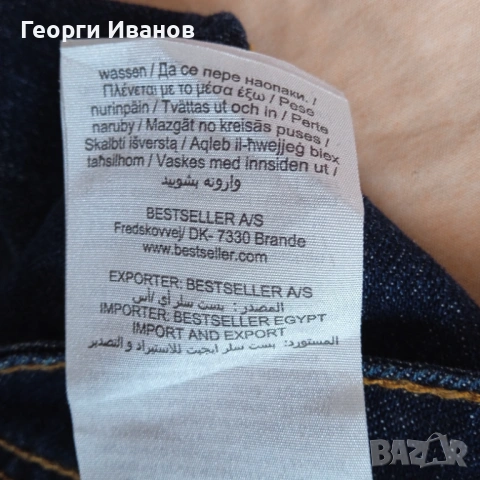 Георги Иванов
wassen / Да се пере наопаки. /
Πλένεται με το μέσα έξω / Pese
nurinpäin / Tvättas ut och in / Perte
naruby / Mazgāt no kreisās puses /
Skalbti išverstą / Aqleb il-ħwejjeġ biex
taħsilhom / Vaskes med innsiden ut /
وارونه بشویید
BESTSELLER A/S
Fredskovvej/ DK- 7330 Brande
www.bestseller.com
EXPORTER: BESTSELLER A/S
المصدر: بست سلر أي /أس
IMPORTER: BESTSELLER EGYPT
IMPORT AND EXPORT
المستورد: بست سلر ايجيبت للاستيراد و التصدير
BAZAR